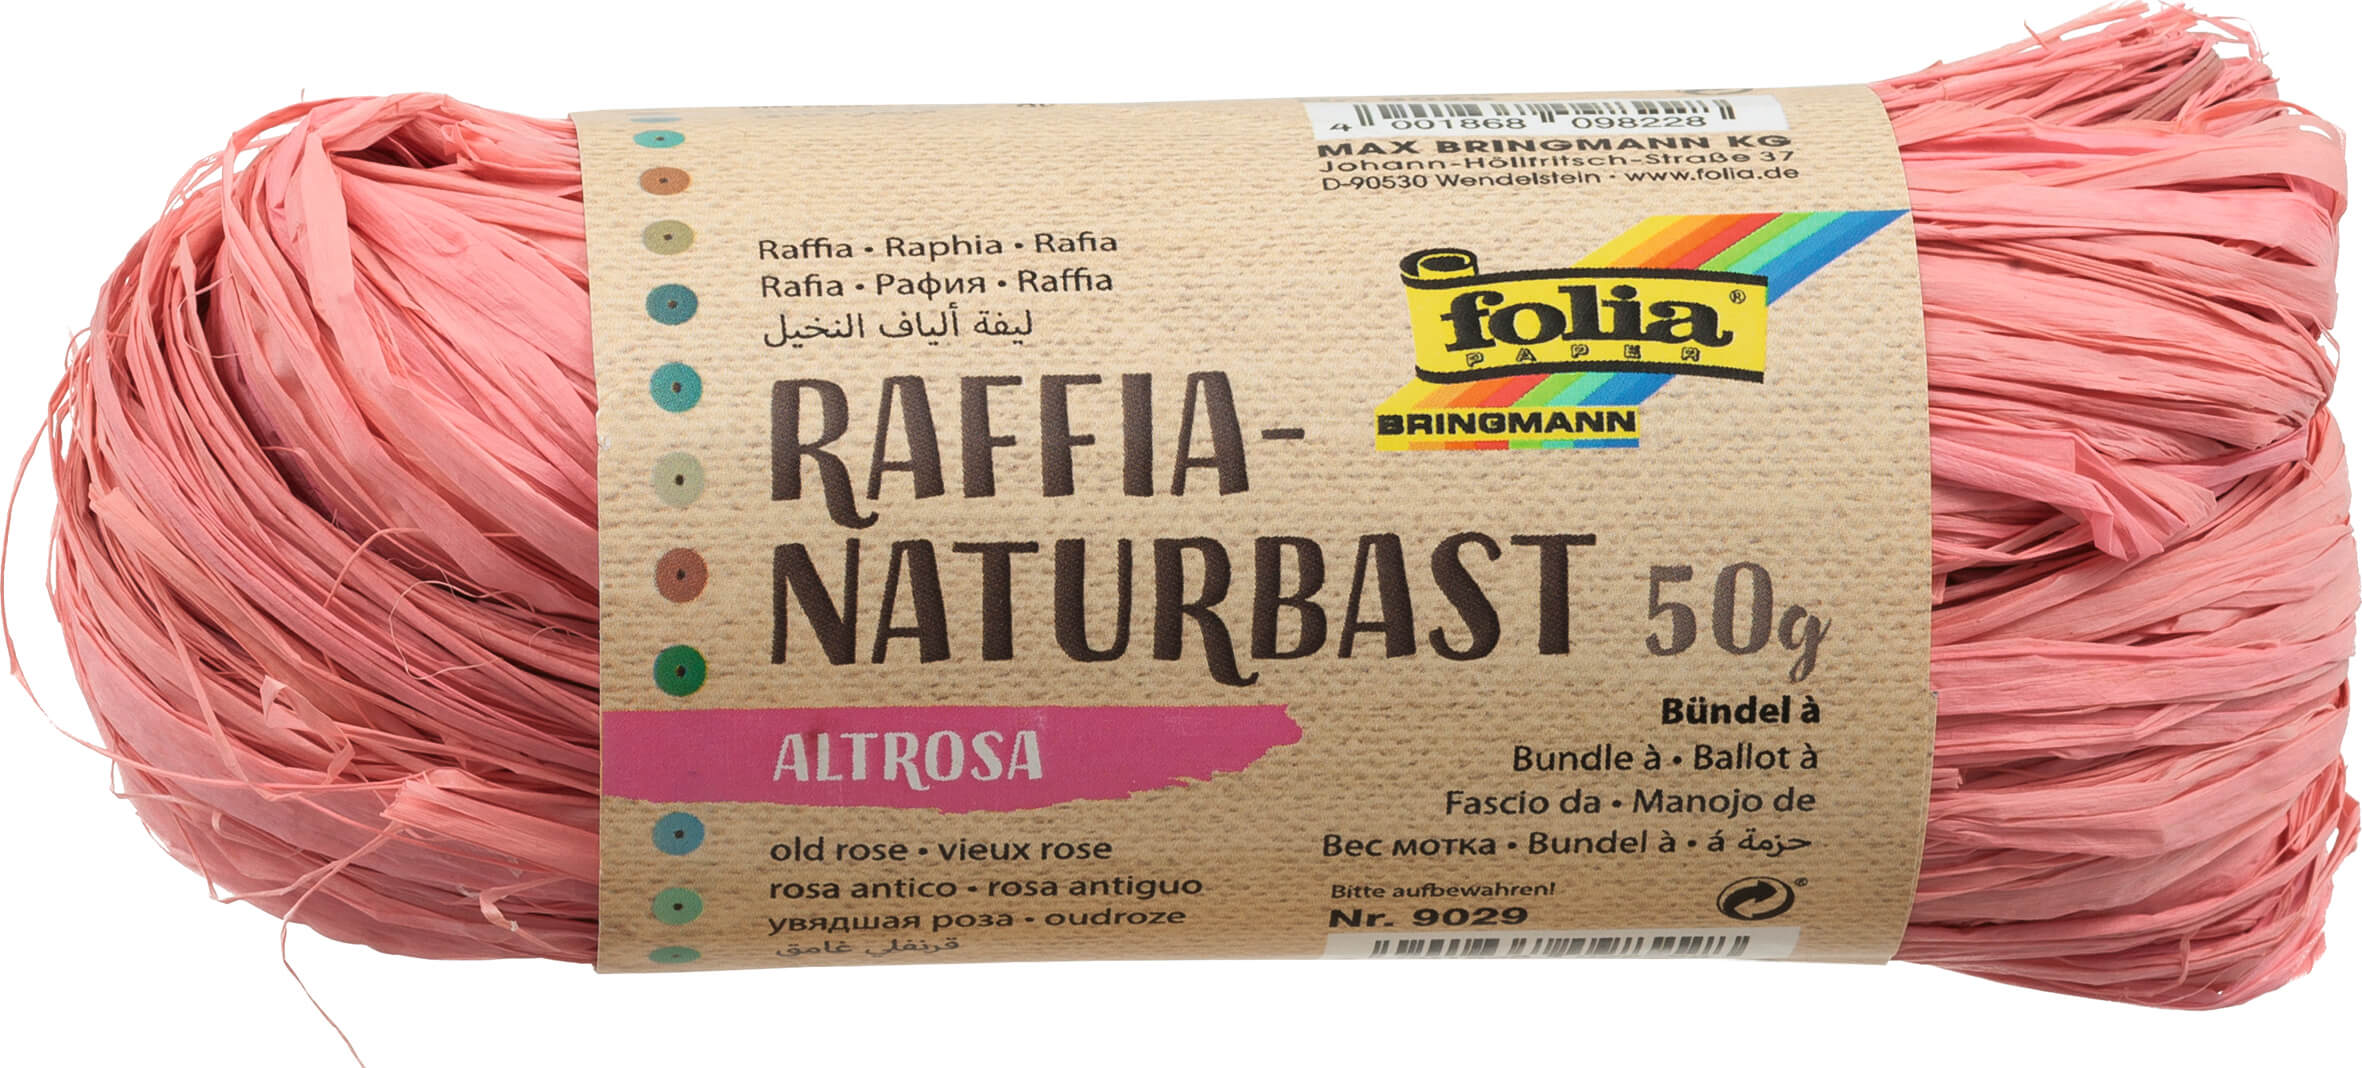 4 001868 098228
MAX BRINGMANN KG
Johann-Höllfritsch-Straße 37
D-90530 Wendelstein · www.folia.de
Raffia • Raphia • Rafia
Rafia • Рафия • Raffia
ليفة ألياف النخيل
folia®
PAPER
BRINGMANN
RAFFIA-
NATURBAST 50g
ALTROSA
old rose • vieux rose
rosa antico • rosa antiguo
увядшая роза • oudroze
قرنفلي غامق
Bündel à
Bundle à • Ballot à
Fascio da • Manojo de
Вес мотка • Bundel à • á حزمة
Bitte aufbewahren!
Nr. 9029